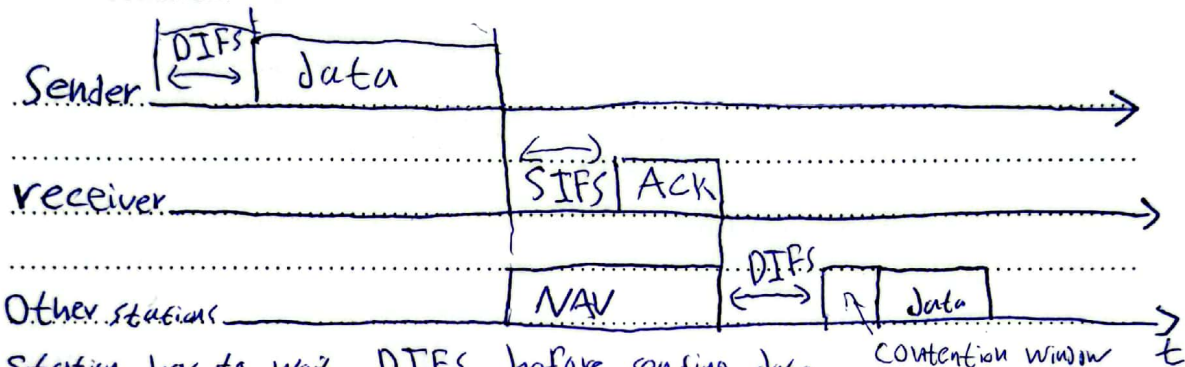 DIFS
Sender data
SIFS ACK
receiver
DIFS
Other stations NAV data
contention window t
Station has to wait DIFS before sending data